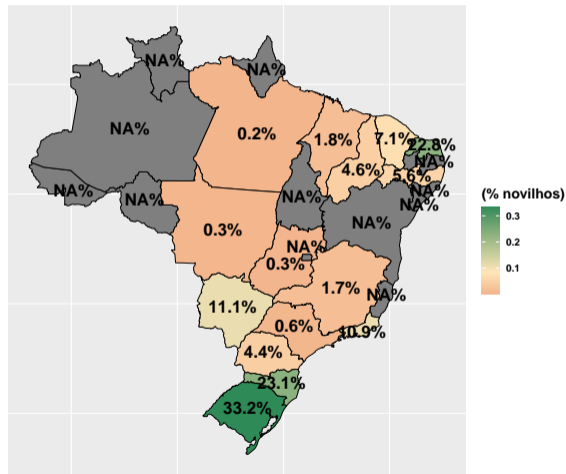 NA%
NA%
NA%
0.2%
1.8%
7.1%
22.8%
NA%
4.6%
5.6%
NA%
NA%
NA%
NA%
NA%
NA%
0.3%
NA%
0.3%
1.7%
NA%
11.1%
0.6%
10.9%
4.4%
23.1%
33.2%
(% novilhos)
0.3
0.2
0.1